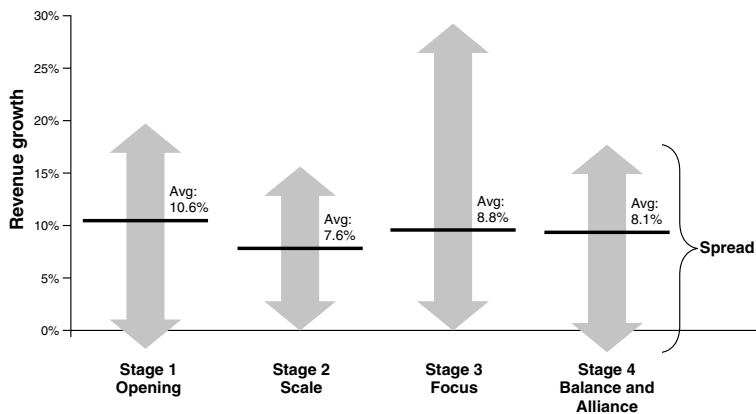 30%
25%
20%
15%
10%
5%
0%
Revenue growth
Avg:
10.6%
Avg:
7.6%
Avg:
8.8%
Avg:
8.1%
Spread
Stage 1
Opening
Stage 2
Scale
Stage 3
Focus
Stage 4
Balance and
Alliance